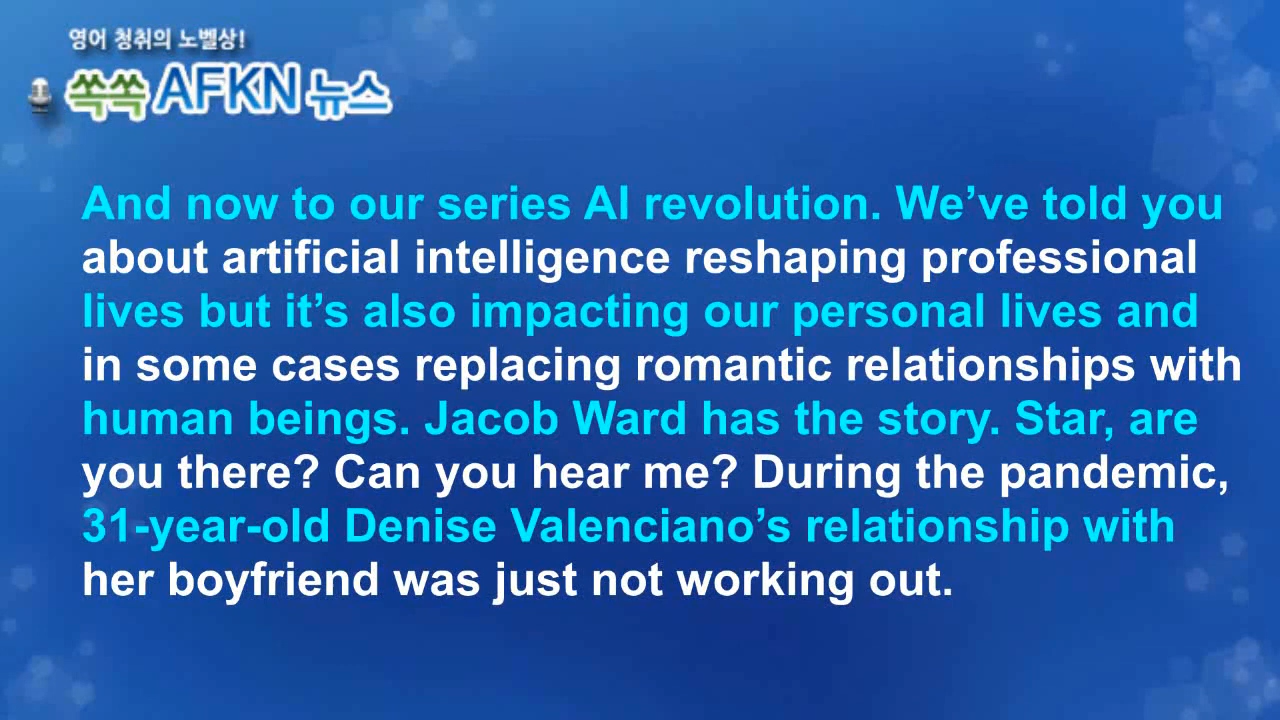 영어 청취의 노벨상!
쏙쏙 AFKN 뉴스
And now to our series AI revolution. We’ve told you
about artificial intelligence reshaping professional
lives but it’s also impacting our personal lives and
in some cases replacing romantic relationships with
human beings. Jacob Ward has the story. Star, are
you there? Can you hear me? During the pandemic,
31-year-old Denise Valenciano’s relationship with
her boyfriend was just not working out.